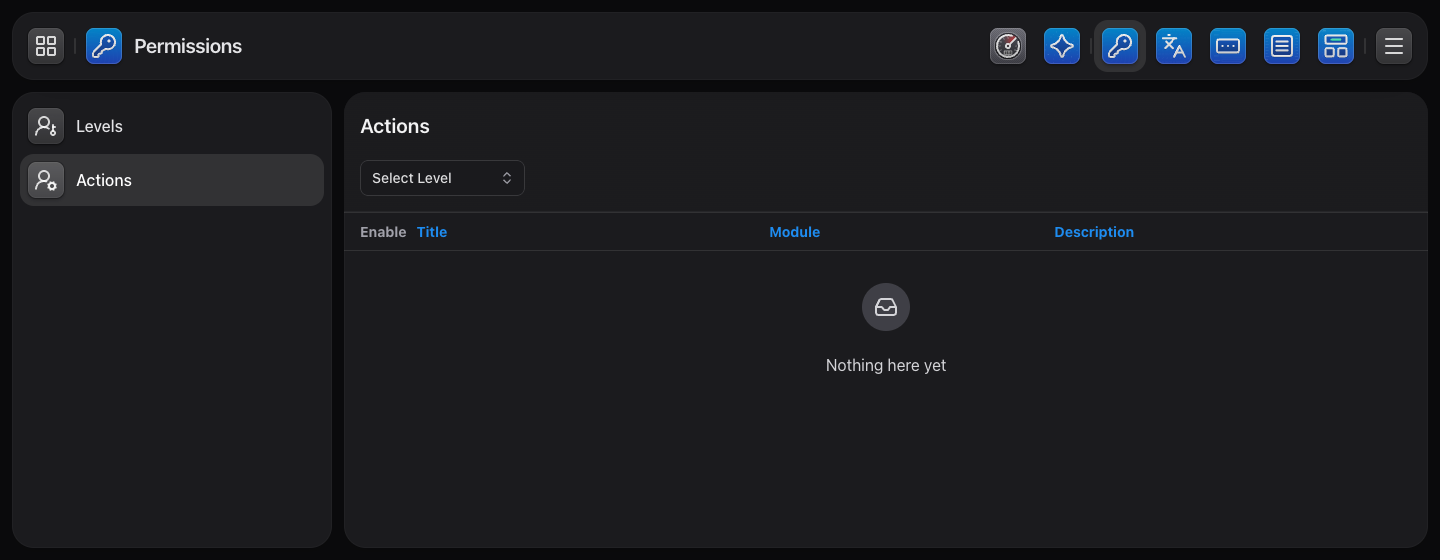 Permissions
Levels
Actions
Actions
Select Level
Enable Title Module Description
Nothing here yet